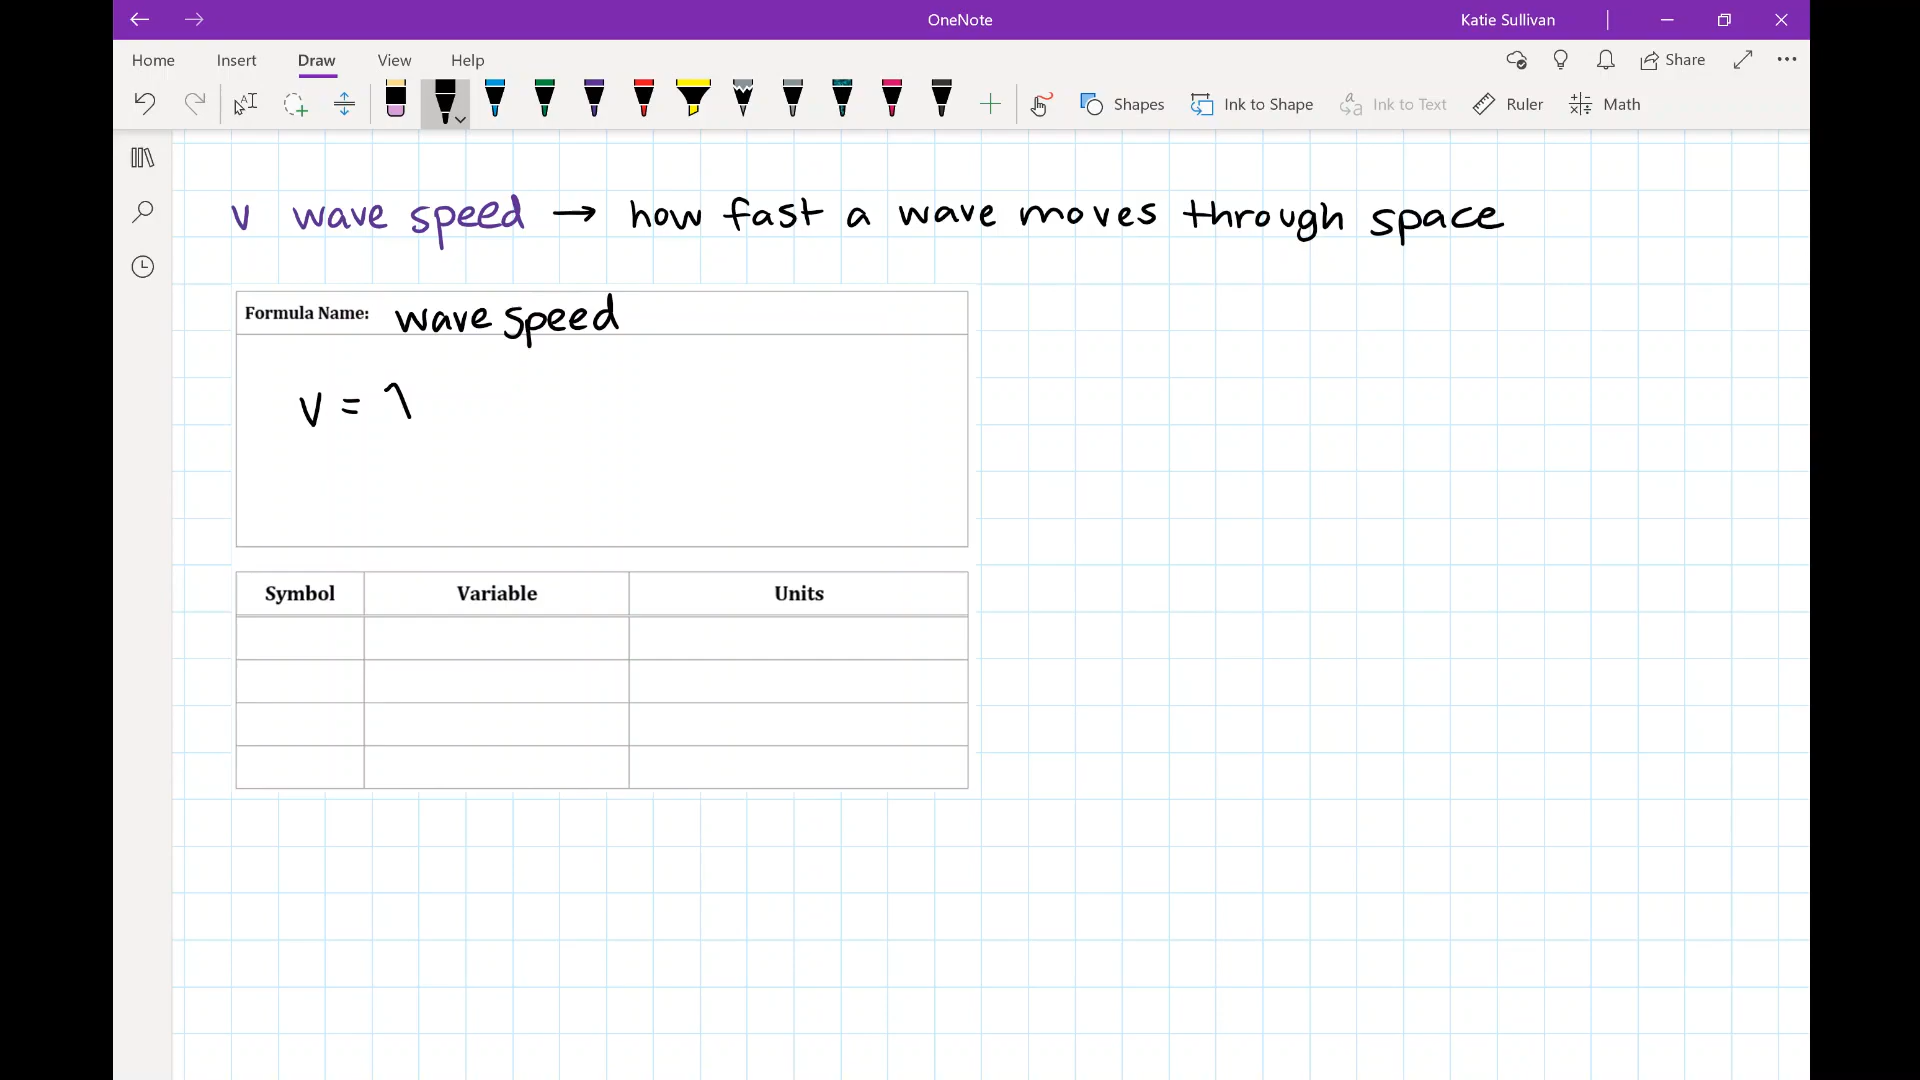 OneNote
Katie Sullivan
Home Insert Draw View Help
Share
Shapes Ink to Shape Ink to Text Ruler Math
v wave speed → how fast a wave moves through space
Formula Name: wave speed
v =
Symbol Variable Units